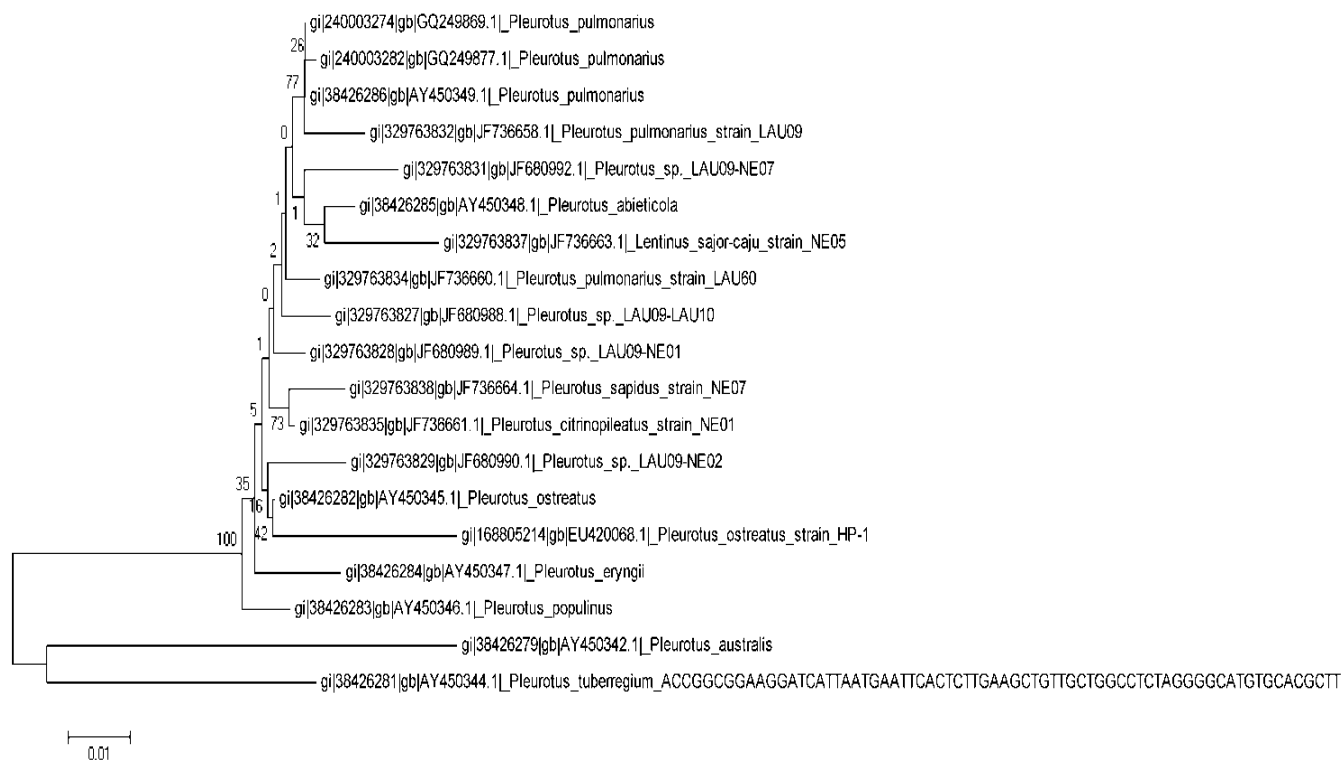 gi|240003274|gb|GQ249869.1|_Pleurotus_pulmonarius
26
gi|240003282|gb|GQ249877.1|_Pleurotus_pulmonarius
77
gi|38426286|gb|AY450349.1|_Pleurotus_pulmonarius
0
gi|329763832|gb|JF736658.1|_Pleurotus_pulmonarius_strain_LAU09
gi|329763831|gb|JF680992.1|_Pleurotus_sp._LAU09-NE07
1
1
gi|38426285|gb|AY450348.1|_Pleurotus_abieticola
32
gi|329763837|gb|JF736663.1|_Lentinus_sajor-caju_strain_NE05
2
gi|329763834|gb|JF736660.1|_Pleurotus_pulmonarius_strain_LAU60
0
gi|329763827|gb|JF680988.1|_Pleurotus_sp._LAU09-LAU10
1
gi|329763828|gb|JF680989.1|_Pleurotus_sp._LAU09-NE01
gi|329763838|gb|JF736664.1|_Pleurotus_sapidus_strain_NE07
5
73
gi|329763835|gb|JF736661.1|_Pleurotus_citrinopileatus_strain_NE01
gi|329763829|gb|JF680990.1|_Pleurotus_sp._LAU09-NE02
35
16
gi|38426282|gb|AY450345.1|_Pleurotus_ostreatus
42
gi|168805214|gb|EU420068.1|_Pleurotus_ostreatus_strain_HP-1
100
gi|38426284|gb|AY450347.1|_Pleurotus_eryngii
gi|38426283|gb|AY450346.1|_Pleurotus_populinus
gi|38426279|gb|AY450342.1|_Pleurotus_australis
gi|38426281|gb|AY450344.1|_Pleurotus_tuberregium_ACCGGCGGAAGGATCATTAATGAATTCACTCTTGAAGCTGTTGCTGGCCTCTAGGGGCATGTGCACGCTT
0.01